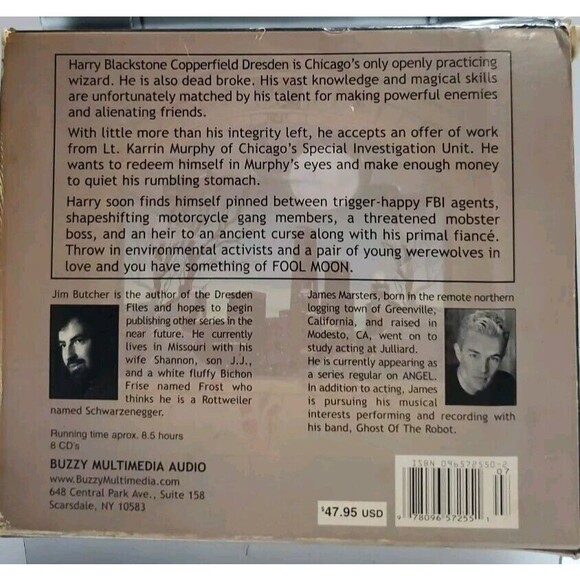 Harry Blackstone Copperfield Dresden is Chicago's only openly practicing
wizard. He is also dead broke. His vast knowledge and magical skills
are unfortunately matched by his talent for making powerful enemies
and alienating friends.
With little more than his integrity left, he accepts an offer of work
from Lt. Karrin Murphy of Chicago's Special Investigation Unit. He
wants to redeem himself in Murphy's eyes and make enough money
to quiet his rumbling stomach.
Harry soon finds himself pinned between trigger-happy FBI agents,
shapeshifting motorcycle gang members, a threatened mobster
boss, and an heir to an ancient curse along with his primal fiancé.
Throw in environmental activists and a pair of young werewolves in
love and you have something of FOOL MOON.
Jim Butcher is the author of the Dresden
Files and hopes to begin
publishing other series in the
near future. He currently
lives in Missouri with his
wife Shannon, son J.J.,
and a white fluffy Bichon
Frise named Frost who
thinks he is a Rottweiler
named Schwarzenegger.
James Marsters, born in the remote northern
logging town of Greenville,
California, and raised in
Modesto, CA, went on to
study acting at Julliard.
He is currently appearing as
a series regular on ANGEL.
In addition to acting, James
is pursuing his musical
interests performing and recording with
his band, Ghost Of The Robot.
Running time aprox. 8.5 hours
8 CD's
BUZZY MULTIMEDIA AUDIO
www.BuzzyMultimedia.com
648 Central Park Ave., Suite 158
Scarsdale, NY 10583
$47.95 USD
ISBN 096572550-2
07
9 780965 72551